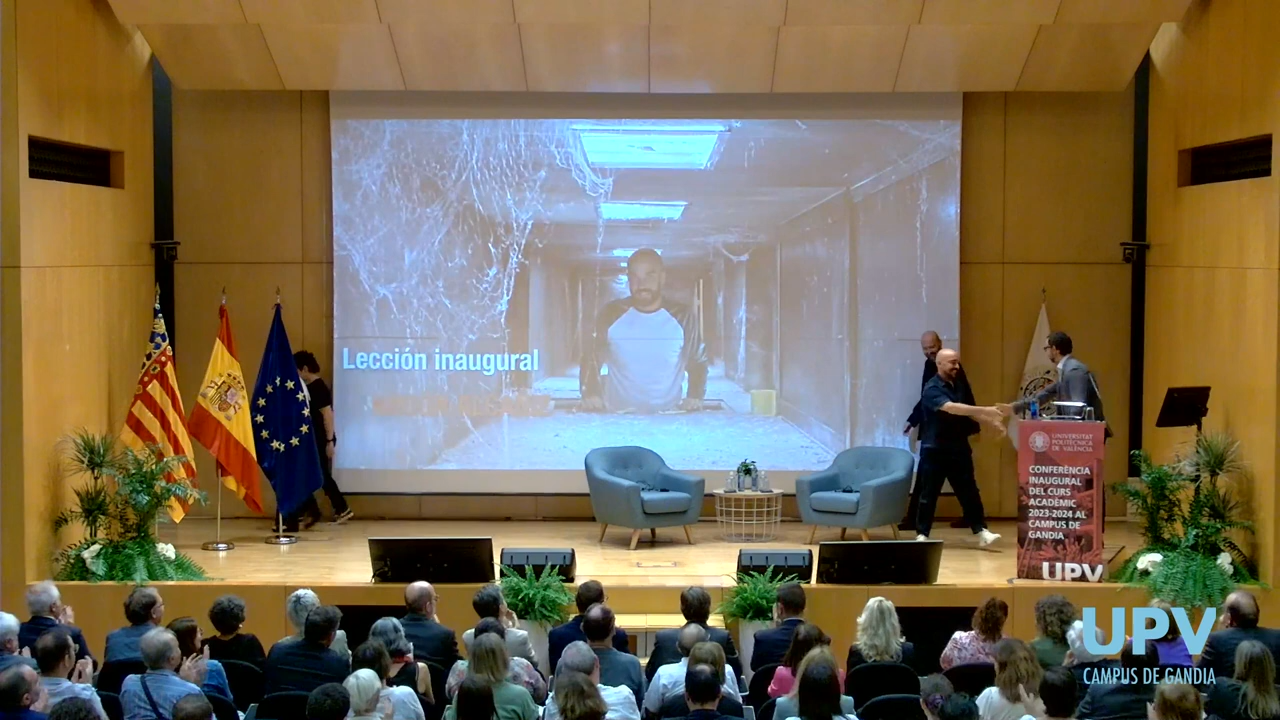 Lección inaugural
UNIVERSITAT
POLITÈCNICA
DE VALÈNCIA
CONFERÈNCIA
INAUGURAL
DEL CURS
ACADÈMIC
2023-2024 AL
CAMPUS DE
GANDIA
UPV
UPV
CAMPUS DE GANDIA